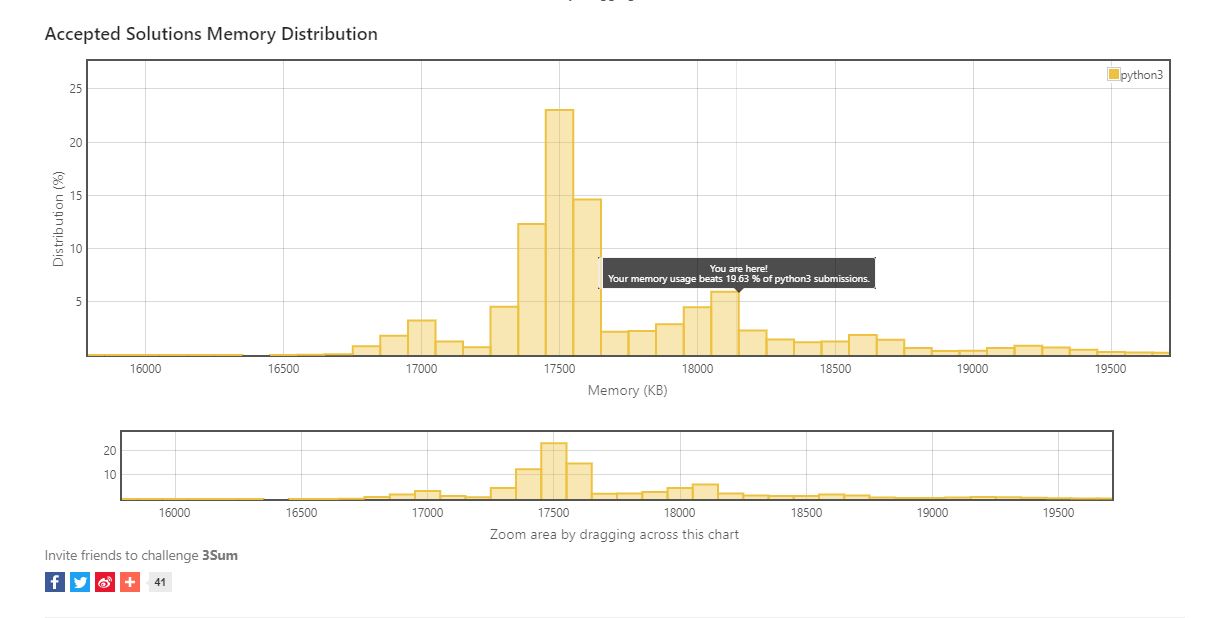 Accepted Solutions Memory Distribution
python3
25
20
15
10
5
Distribution (%)
You are here!
Your memory usage beats 19.63 % of python3 submissions.
16000 16500 17000 17500 18000 18500 19000 19500
Memory (KB)
20
10
16000 16500 17000 17500 18000 18500 19000 19500
Zoom area by dragging across this chart
Invite friends to challenge 3Sum
f + 41